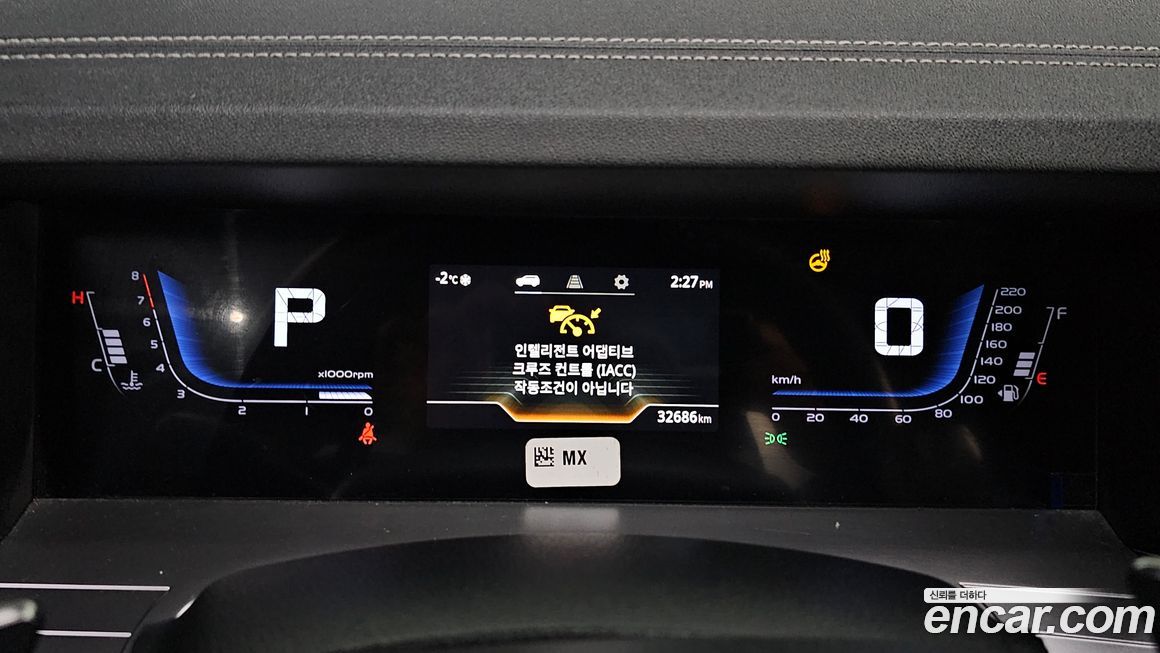 -2℃
2:27PM
H
C
8
7
6
5
4
3
2
1
0
x1000rpm
P
인텔리전트 어댑티브
크루즈 컨트롤 (IACC)
작동조건이 아닙니다
32686km
0
km/h
0
20
40
60
80
100
120
140
160
180
200
220
F
E
MX
신뢰를 더하다
encar.com